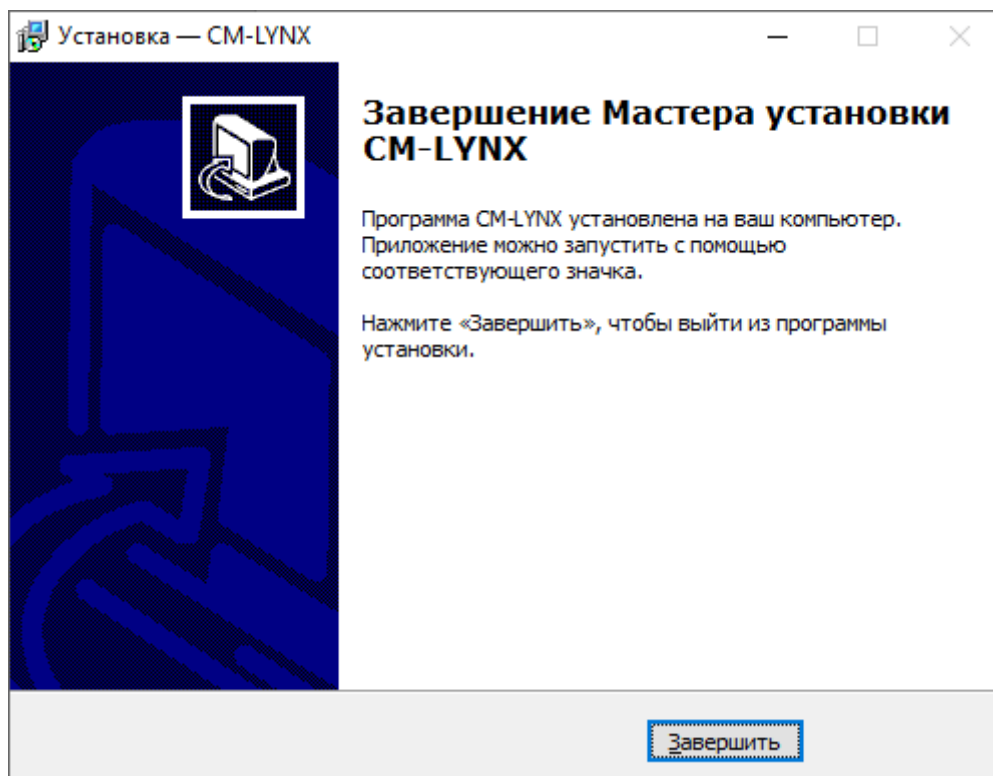 Установка — CM-LYNX
Завершение Мастера установки
CM-LYNX
Программа CM-LYNX установлена на ваш компьютер.
Приложение можно запустить с помощью
соответствующего значка.
Нажмите «Завершить», чтобы выйти из программы
установки.
Завершить